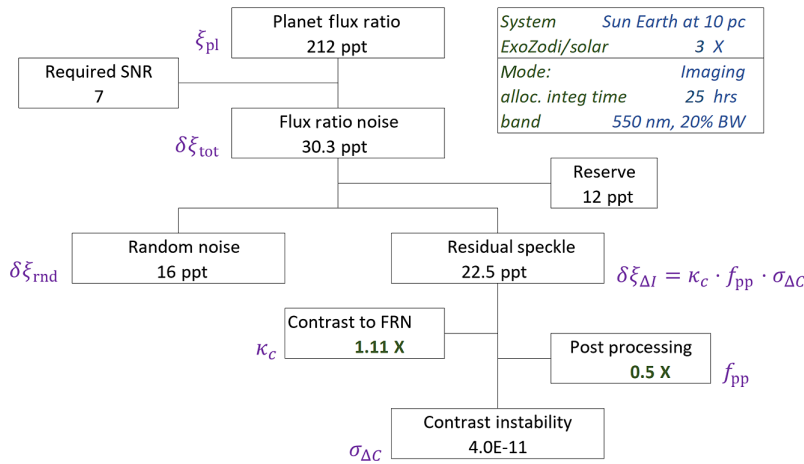 Planet flux ratio
212 ppt
ξpl
System Sun Earth at 10 pc
ExoZodi/solar 3 X
Mode: Imaging
alloc. integ time 25 hrs
band 550 nm, 20% BW
Required SNR
7
Flux ratio noise
30.3 ppt
δξtot
Reserve
12 ppt
Random noise
16 ppt
δξrnd
Residual speckle
22.5 ppt
δξΔI = κc · fpp · σΔC
Contrast to FRN
1.11 X
κc
Post processing
0.5 X
fpp
Contrast instability
4.0E-11
σΔC